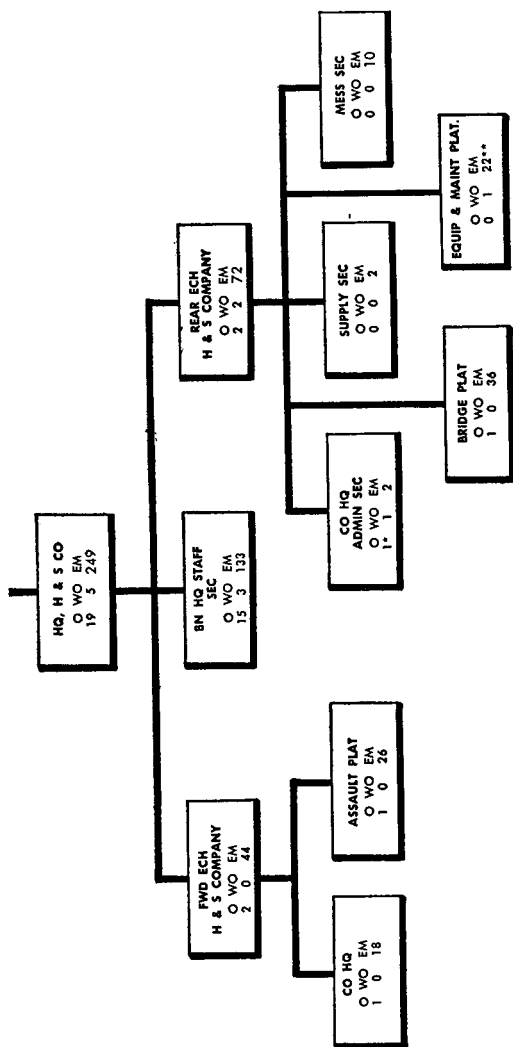 HQ, H & S CO
O WO EM
19 5 249
FWD ECH
H & S COMPANY
O WO EM
2 0 44
BN HQ STAFF
SEC
O WO EM
15 3 133
REAR ECH
H & S COMPANY
O WO EM
2 2 72
CO HQ
O WO EM
1 0 18
ASSAULT PLAT
O WO EM
1 0 26
CO HQ
ADMIN SEC
O WO EM
1* 1 2
BRIDGE PLAT
O WO EM
1 0 36
SUPPLY SEC
O WO EM
0 0 2
EQUIP & MAINT PLAT.
O WO EM
0 1 22**
MESS SEC
O WO EM
0 0 10